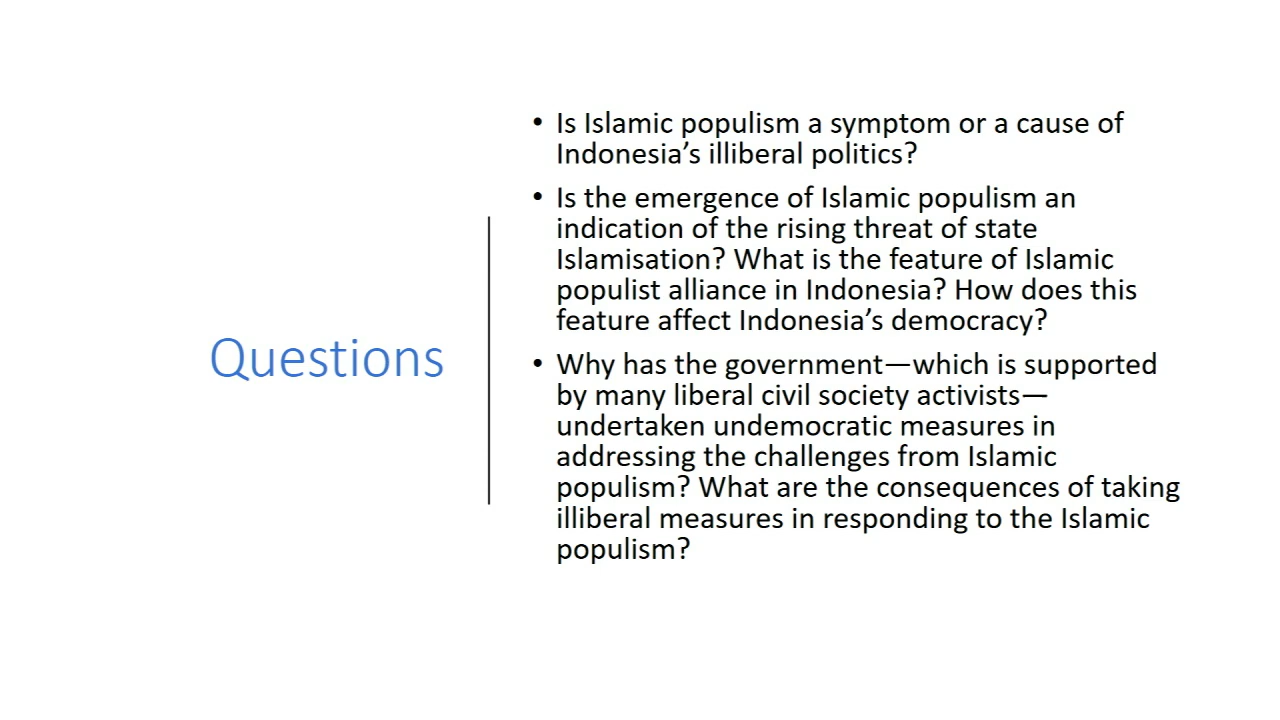 Questions
• Is Islamic populism a symptom or a cause of
Indonesia’s illiberal politics?
• Is the emergence of Islamic populism an
indication of the rising threat of state
Islamisation? What is the feature of Islamic
populist alliance in Indonesia? How does this
feature affect Indonesia’s democracy?
• Why has the government—which is supported
by many liberal civil society activists—
undertaken undemocratic measures in
addressing the challenges from Islamic
populism? What are the consequences of taking
illiberal measures in responding to the Islamic
populism?